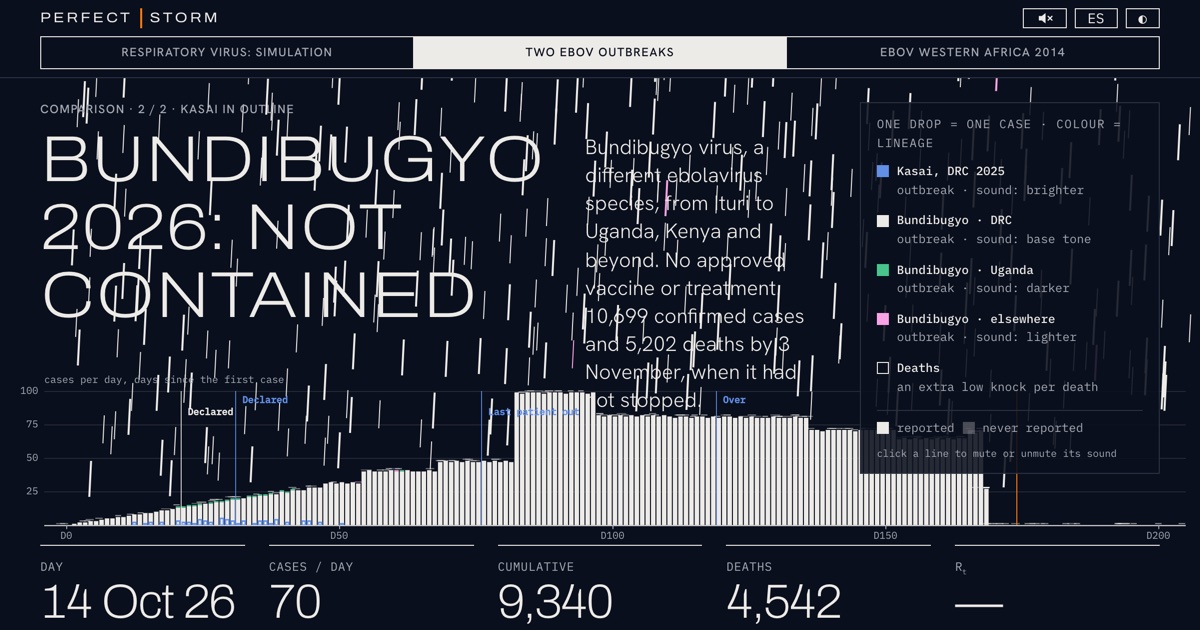 PERFECT STORM
ES
RESPIRATORY VIRUS: SIMULATION
TWO EBOV OUTBREAKS
EBOV WESTERN AFRICA 2014
COMPARISON · 2 / 2 · KASAI IN OUTLINE
BUNDIBUGYO
2026: NOT
CONTAINED
Bundibugyo virus, a
different ebolavirus
species, from Ituri to
Uganda, Kenya and
beyond. No approved
vaccine or treatment.
10,699 confirmed cases
and 5,202 deaths by 3
November, when it had
not stopped.
ONE DROP = ONE CASE · COLOUR =
LINEAGE
Kasai, DRC 2025
outbreak · sound: brighter
Bundibugyo · DRC
outbreak · sound: base tone
Bundibugyo · Uganda
outbreak · sound: darker
Bundibugyo · elsewhere
outbreak · sound: lighter
Deaths
an extra low knock per death
reported never reported
click a line to mute or unmute its sound
cases per day, days since the first case
100
75
50
25
Declared
Declared
Last patient out
Over
D0
D50
D100
D150
D200
DAY
14 Oct 26
CASES / DAY
70
CUMULATIVE
9,340
DEATHS
4,542
Rt
—